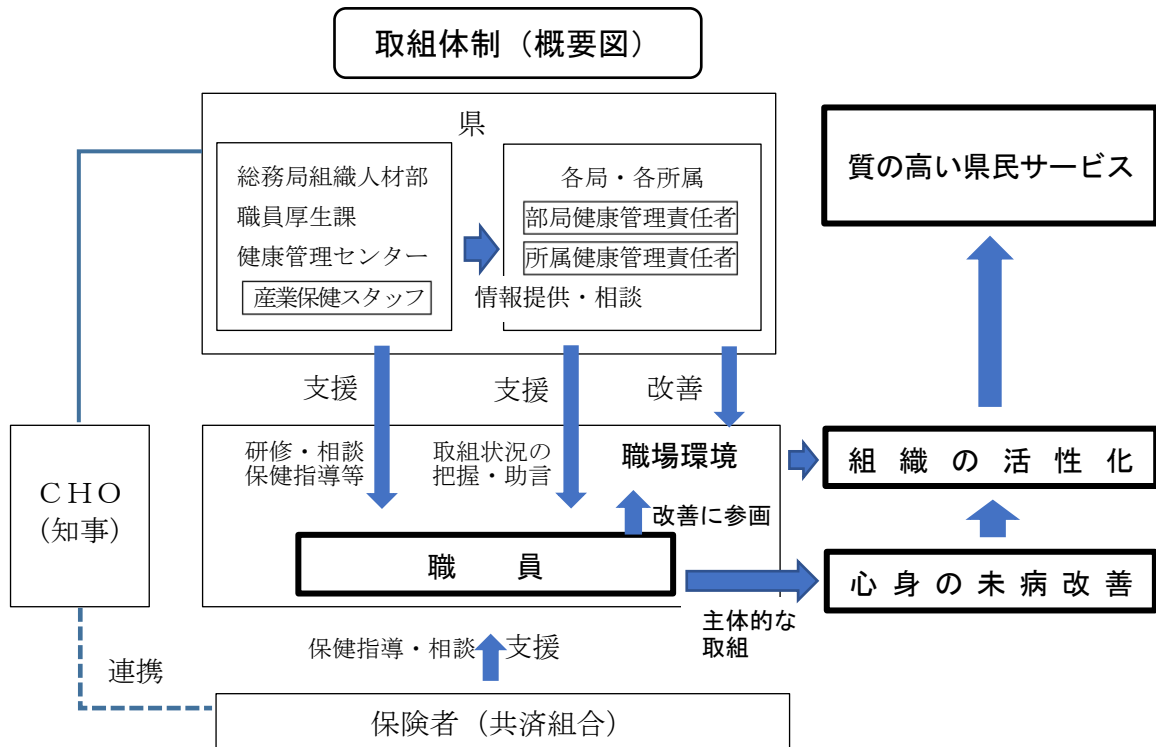 取組体制（概要図）
県
総務局組織人材部
職員厚生課
健康管理センター
産業保健スタッフ
各局・各所属
部局健康管理責任者
所属健康管理責任者
情報提供・相談
質の高い県民サービス
支援
支援
改善
研修・相談
保健指導等
取組状況の
把握・助言
職場環境
組織の活性化
ＣＨＯ
（知事）
改善に参画
職員
心身の未病改善
主体的な
取組
保健指導・相談
支援
連携
保険者（共済組合）